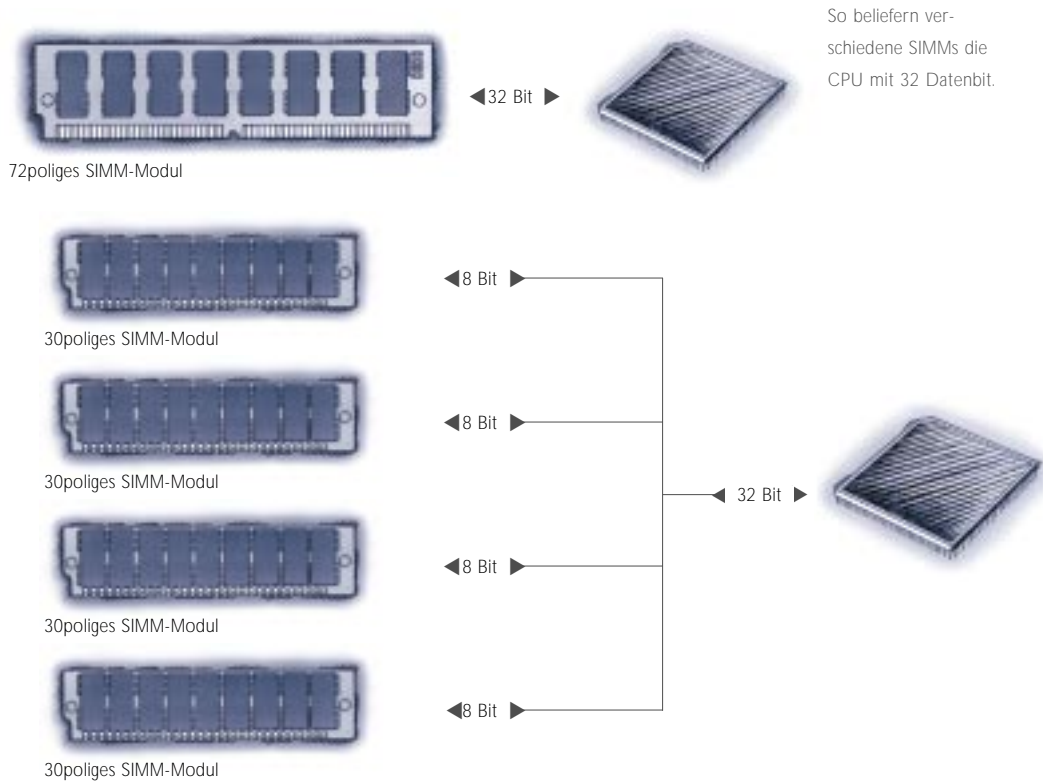 So beliefern ver-
schiedene SIMMs die
CPU mit 32 Datenbit.
32 Bit
72poliges SIMM-Modul
8 Bit
30poliges SIMM-Modul
8 Bit
30poliges SIMM-Modul
32 Bit
8 Bit
30poliges SIMM-Modul
8 Bit
30poliges SIMM-Modul